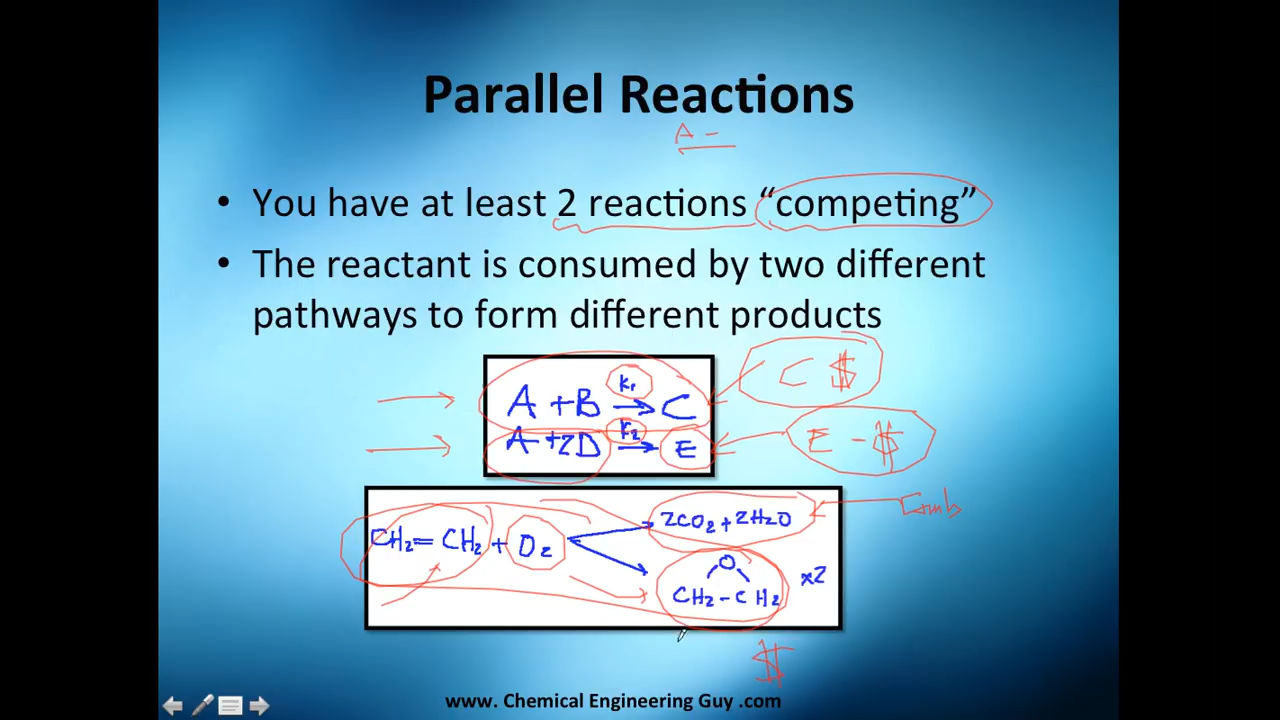 Parallel Reactions
A -
• You have at least 2 reactions “competing”
• The reactant is consumed by two different
pathways to form different products
C $
A + B k₁ → C
E - $
A + 2D k₂ → E
Comb
2CO₂ + 2H₂O
CH₂ = CH₂ + O₂
O
x2
CH₂ - CH₂
$
www. Chemical Engineering Guy .com